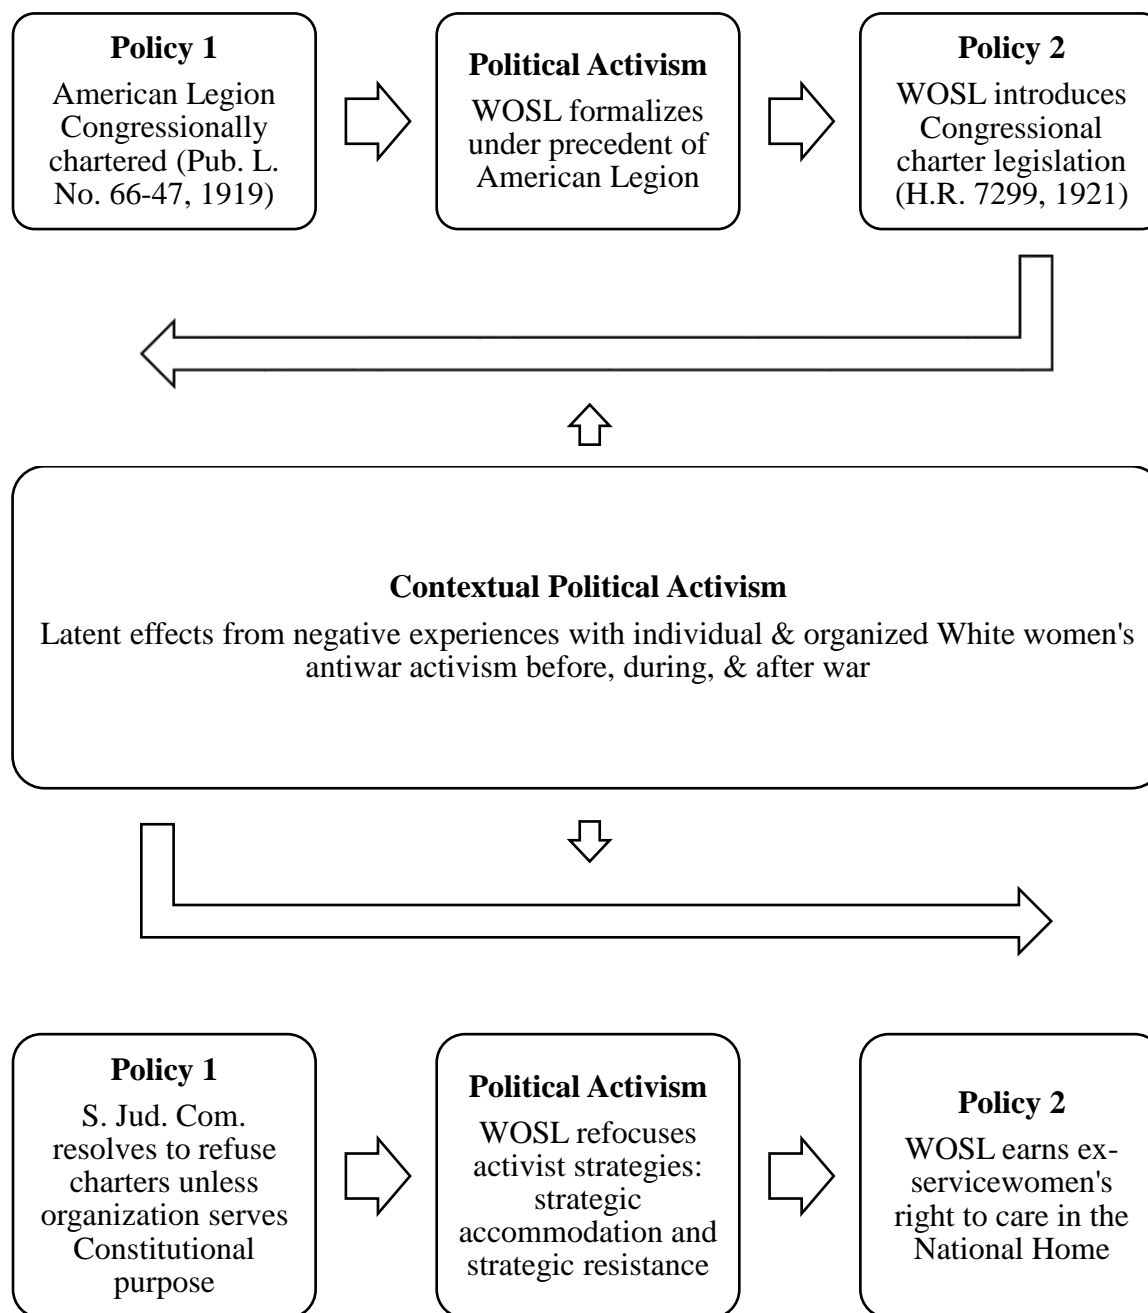 Policy 1
American Legion
Congressionally
chartered (Pub. L.
No. 66-47, 1919)
Political Activism
WOSL formalizes
under precedent of
American Legion
Policy 2
WOSL introduces
Congressional
charter legislation
(H.R. 7299, 1921)
Contextual Political Activism
Latent effects from negative experiences with individual & organized White women's
antiwar activism before, during, & after war
Policy 1
S. Jud. Com.
resolves to refuse
charters unless
organization serves
Constitutional
purpose
Political Activism
WOSL refocuses
activist strategies:
strategic
accommodation and
strategic resistance
Policy 2
WOSL earns ex-
servicewomen's
right to care in the
National Home